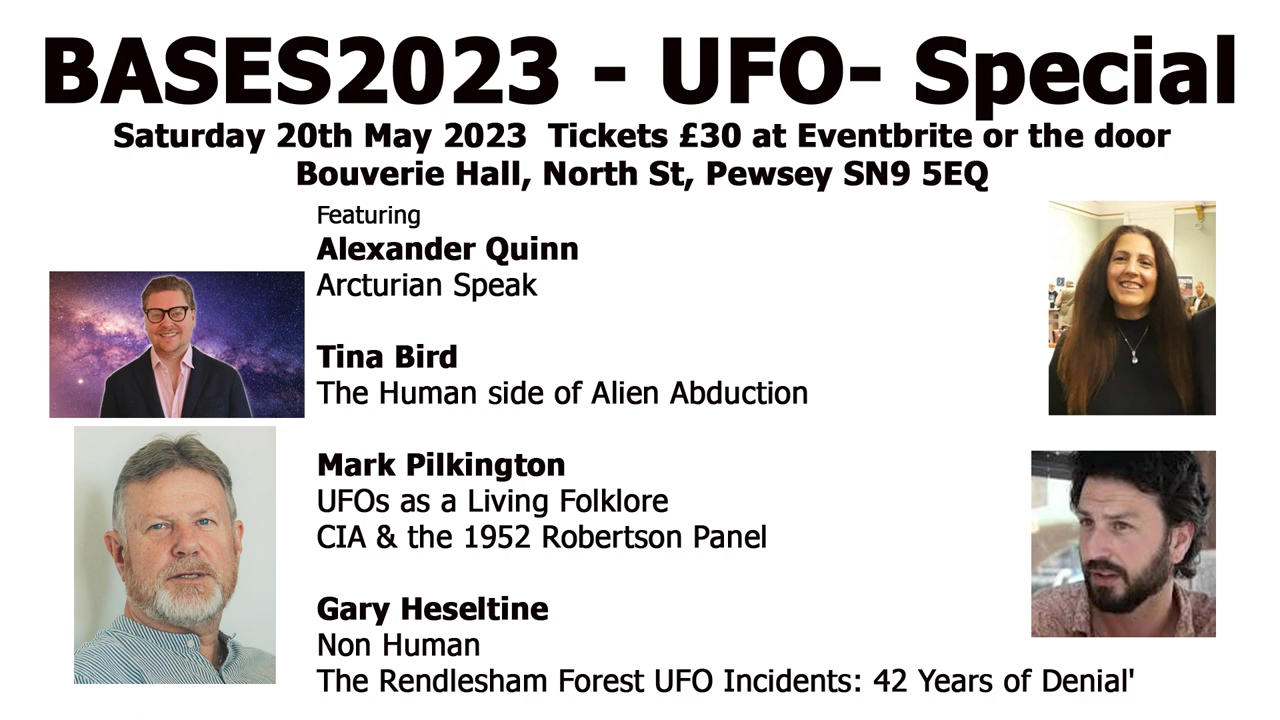 BASES2023 - UFO- Special
Saturday 20th May 2023  Tickets £30 at Eventbrite or the door
Bouverie Hall, North St, Pewsey SN9 5EQ
Featuring
Alexander Quinn
Arcturian Speak
Tina Bird
The Human side of Alien Abduction
Mark Pilkington
UFOs as a Living Folklore
CIA & the 1952 Robertson Panel
Gary Heseltine
Non Human
The Rendlesham Forest UFO Incidents: 42 Years of Denial'